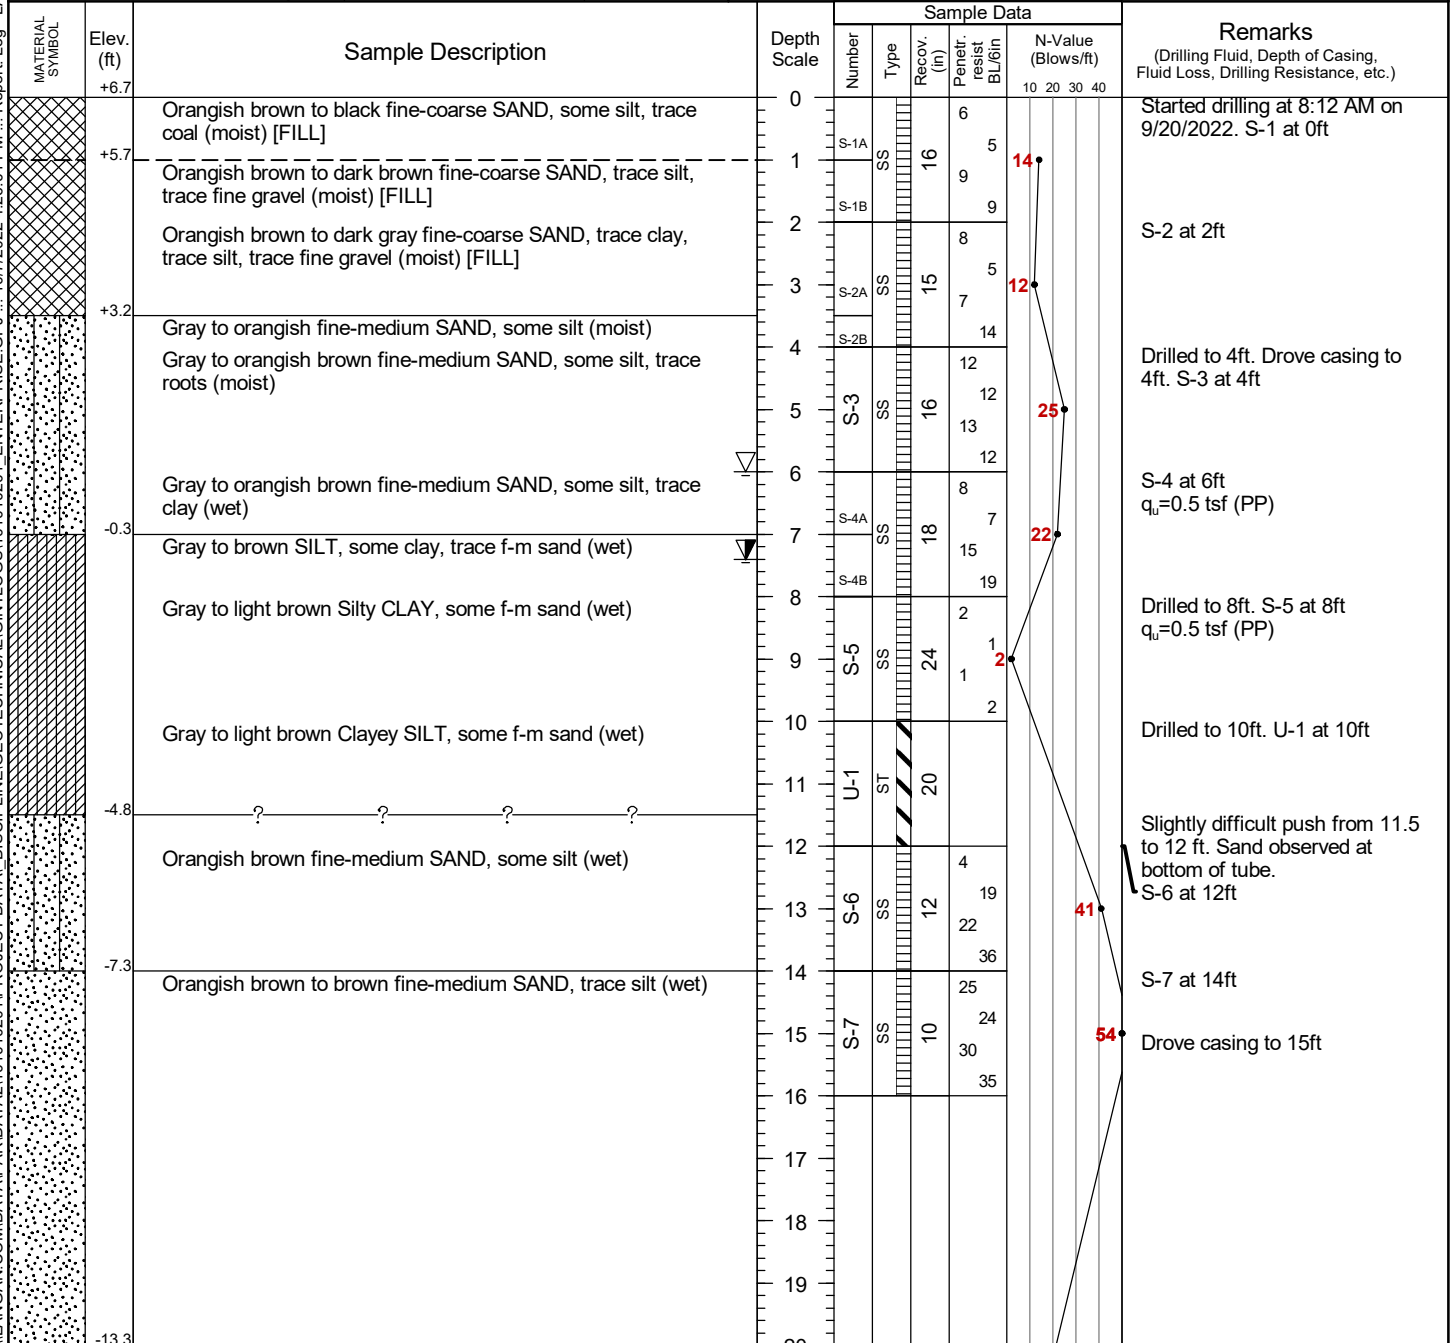 Sample Data
MATERIAL
SYMBOL
Elev.
(ft)
+6.7
Sample Description
Depth
Scale
Number
Type
Recov.
(in)
Penetr.
resist
BL/6in
N-Value
(Blows/ft)
10 20 30 40
Remarks
(Drilling Fluid, Depth of Casing,
Fluid Loss, Drilling Resistance, etc.)
0
Orangish brown to black fine-coarse SAND, some silt, trace
coal (moist) [FILL]
S-1A
SS
16
6
5
Started drilling at 8:12 AM on
9/20/2022. S-1 at 0ft
+5.7
1
14
Orangish brown to dark brown fine-coarse SAND, trace silt,
trace fine gravel (moist) [FILL]
S-1B
9
9
2
Orangish brown to dark gray fine-coarse SAND, trace clay,
trace silt, trace fine gravel (moist) [FILL]
8
5
S-2 at 2ft
3
S-2A
SS
15
7
12
+3.2
Gray to orangish fine-medium SAND, some silt (moist)
S-2B
14
4
Gray to orangish brown fine-medium SAND, some silt, trace
roots (moist)
12
12
Drilled to 4ft. Drove casing to
4ft. S-3 at 4ft
5
S-3
SS
16
25
13
12
6
Gray to orangish brown fine-medium SAND, some silt, trace
clay (wet)
S-4A
8
7
S-4 at 6ft
qu=0.5 tsf (PP)
-0.3
7
SS
18
22
Gray to brown SILT, some clay, trace f-m sand (wet)
15
S-4B
19
8
Gray to light brown Silty CLAY, some f-m sand (wet)
2
1
Drilled to 8ft. S-5 at 8ft
qu=0.5 tsf (PP)
9
S-5
SS
24
2
1
2
10
Gray to light brown Clayey SILT, some f-m sand (wet)
Drilled to 10ft. U-1 at 10ft
11
U-1
ST
20
-4.8
? ? ? ?
Slightly difficult push from 11.5
to 12 ft. Sand observed at
bottom of tube.
12
Orangish brown fine-medium SAND, some silt (wet)
4
19
S-6 at 12ft
13
S-6
SS
12
41
22
36
-7.3
14
Orangish brown to brown fine-medium SAND, trace silt (wet)
25
24
S-7 at 14ft
15
S-7
SS
10
54
Drove casing to 15ft
30
35
16
17
18
19
-13.3